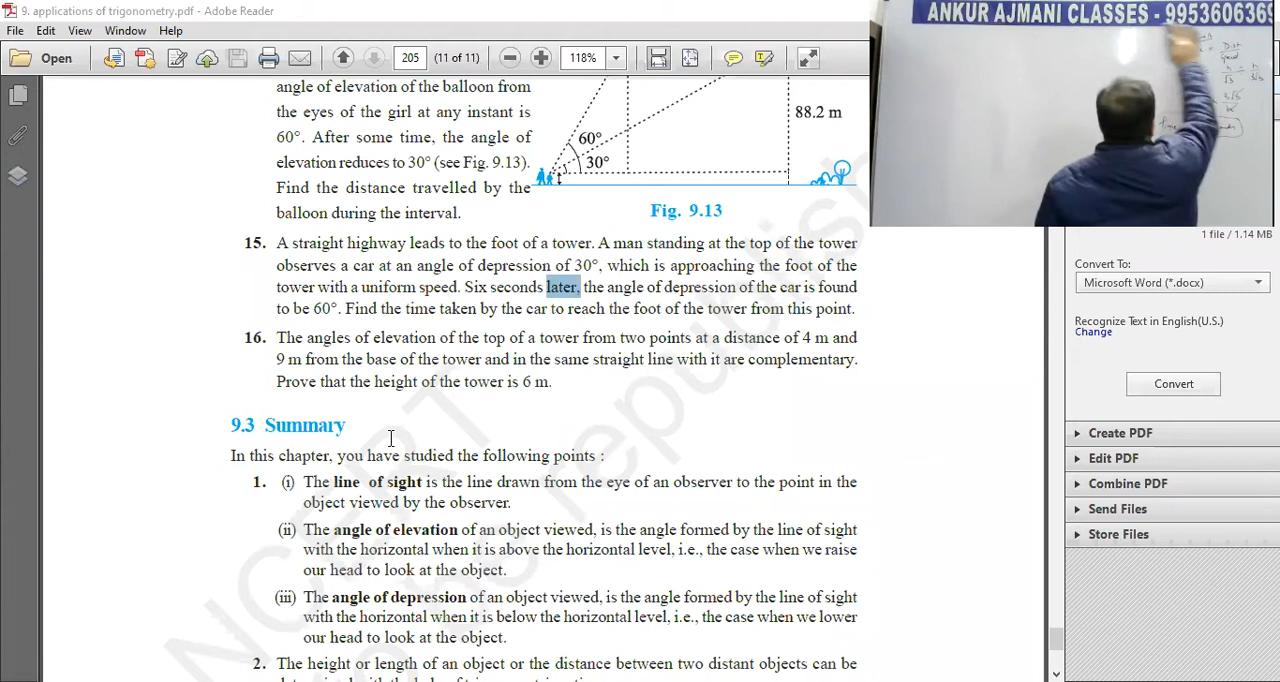 9. applications of trigonometry.pdf - Adobe Reader
File Edit View Window Help
Open 205 (11 of 11) 118%
angle of elevation of the balloon from
the eyes of the girl at any instant is
60°. After some time, the angle of
elevation reduces to 30° (see Fig. 9.13).
Find the distance travelled by the
balloon during the interval.
60°
30°
88.2 m
Fig. 9.13
15. A straight highway leads to the foot of a tower. A man standing at the top of the tower
observes a car at an angle of depression of 30°, which is approaching the foot of the
tower with a uniform speed. Six seconds later, the angle of depression of the car is found
to be 60°. Find the time taken by the car to reach the foot of the tower from this point.
16. The angles of elevation of the top of a tower from two points at a distance of 4 m and
9 m from the base of the tower and in the same straight line with it are complementary.
Prove that the height of the tower is 6 m.
9.3 Summary
In this chapter, you have studied the following points :
1. (i) The line of sight is the line drawn from the eye of an observer to the point in the
object viewed by the observer.
(ii) The angle of elevation of an object viewed, is the angle formed by the line of sight
with the horizontal when it is above the horizontal level, i.e., the case when we raise
our head to look at the object.
(iii) The angle of depression of an object viewed, is the angle formed by the line of sight
with the horizontal when it is below the horizontal level, i.e., the case when we lower
our head to look at the object.
2. The height or length of an object or the distance between two distant objects can be
NCERT
republish
ANKUR AJMANI CLASSES - 995360636
1 file / 1.14 MB
Convert To:
Microsoft Word (*.docx)
Recognize Text in English(U.S.)
Change
Convert
Create PDF
Edit PDF
Combine PDF
Send Files
Store Files